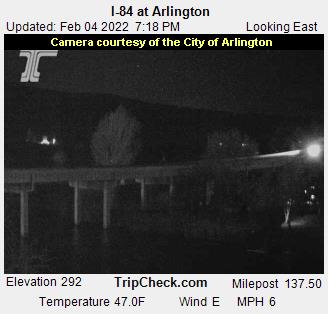 I-84 at Arlington
Updated: Feb 04 2022 7:18 PM Looking East
Camera courtesy of the City of Arlington
Elevation 292 TripCheck.com Milepost 137.50
Temperature 47.0F Wind E MPH 6